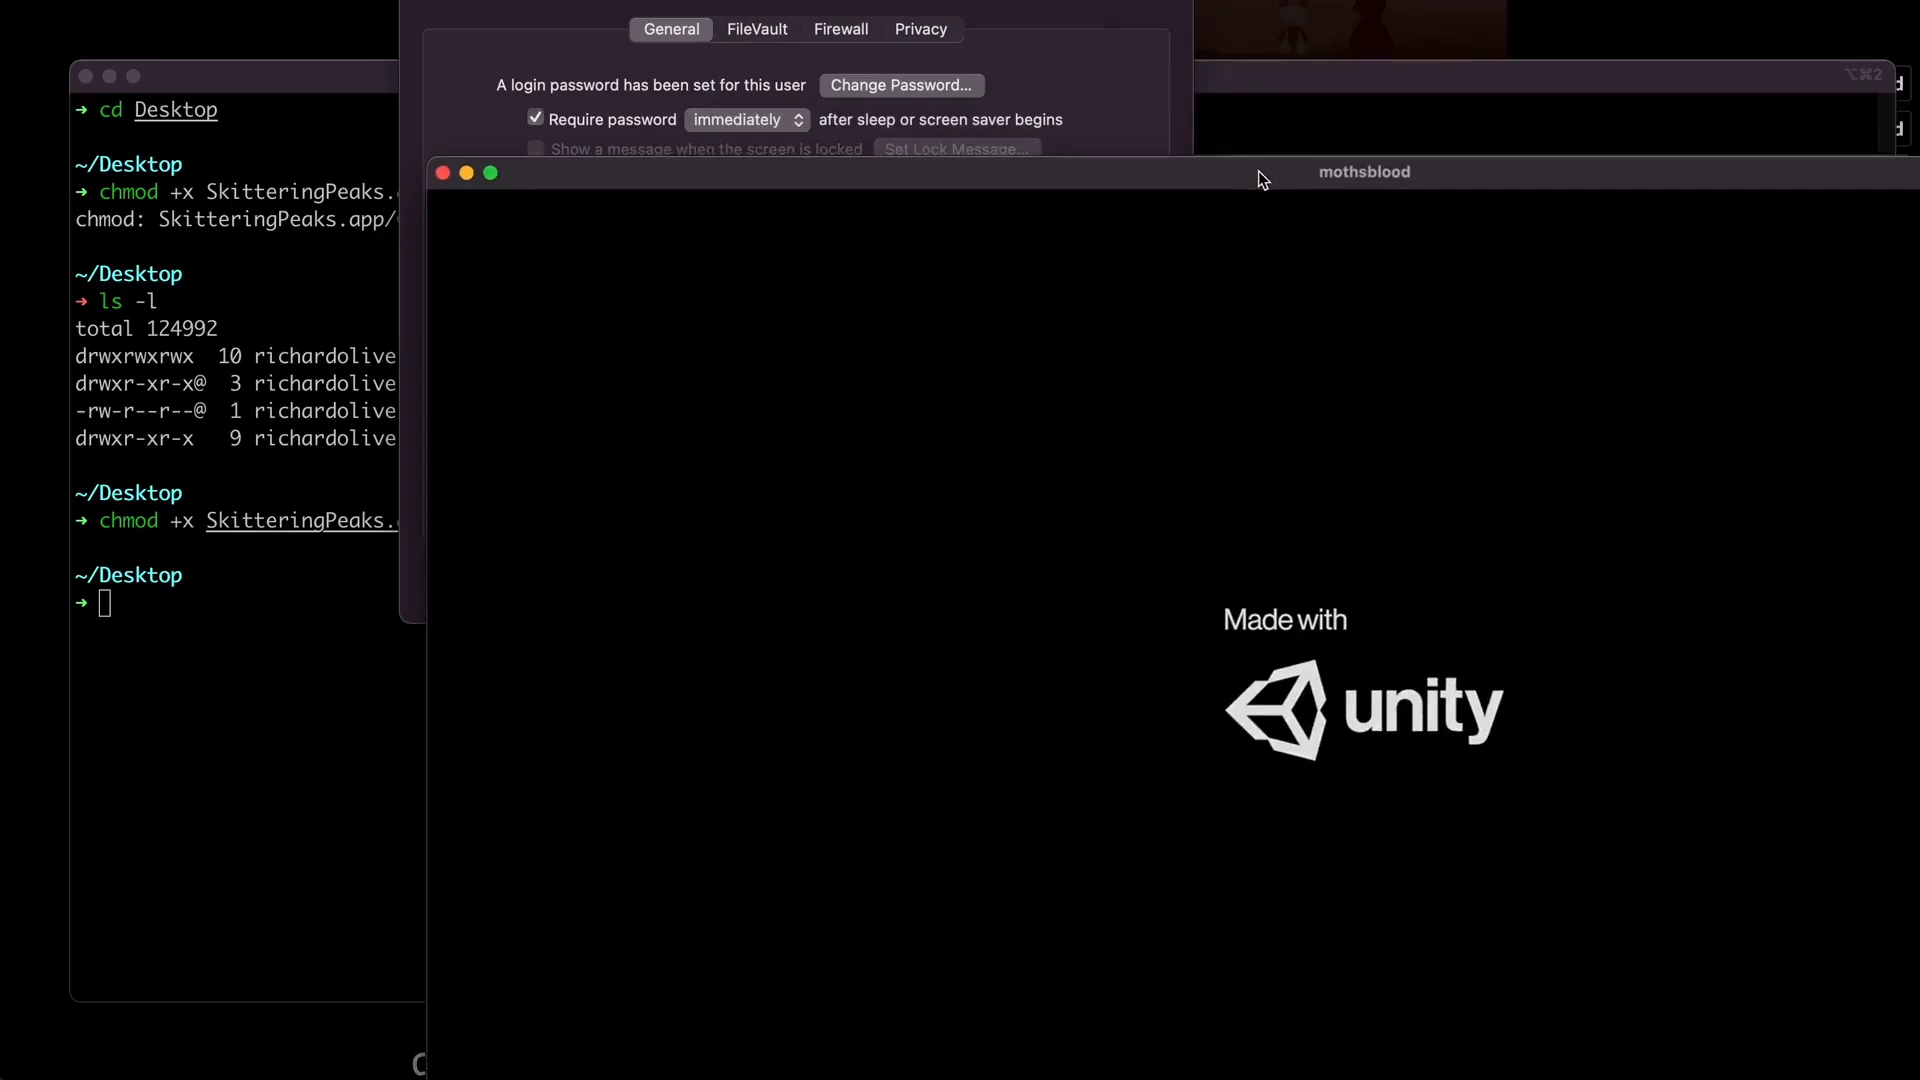 General FileVault Firewall Privacy
A login password has been set for this user Change Password...
Require password immediately after sleep or screen saver begins
Show a message when the screen is locked Set Lock Message...
⌥⌘2
d
d
mothsblood
→ cd Desktop
~/Desktop
→ chmod +x SkitteringPeaks.
chmod: SkitteringPeaks.app/
~/Desktop
→ ls -l
total 124992
drwxrwxrwx 10 richardolive
drwxr-xr-x@ 3 richardolive
-rw-r--r--@ 1 richardolive
drwxr-xr-x 9 richardolive
~/Desktop
→ chmod +x SkitteringPeaks.
~/Desktop
→
Made with
unity